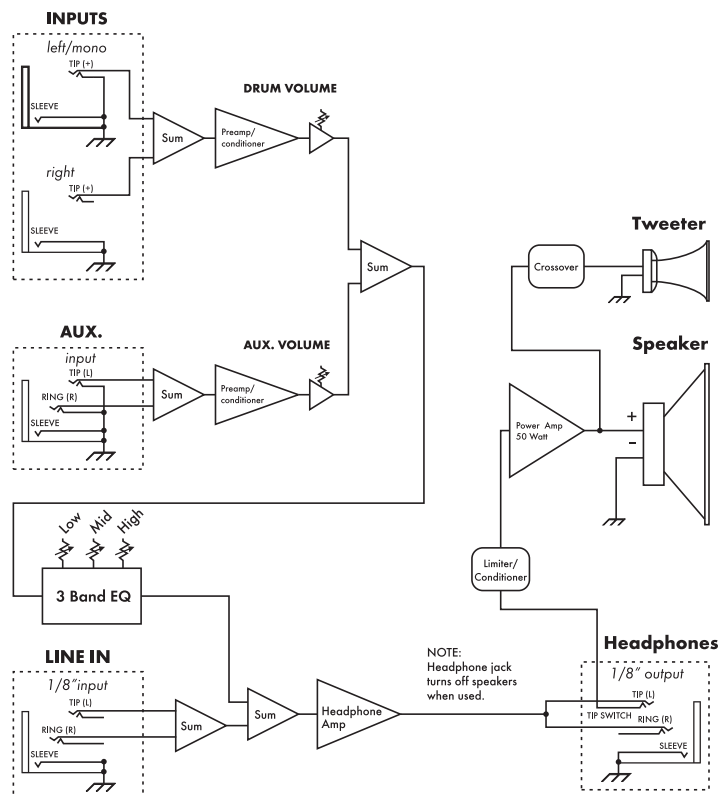 INPUTS
left/mono
TIP (+)
SLEEVE
right
TIP (+)
SLEEVE
Sum
Preamp/
conditioner
DRUM VOLUME
Sum
AUX.
input
TIP (L)
RING (R)
SLEEVE
Sum
Preamp/
conditioner
AUX. VOLUME
Tweeter
Crossover
Speaker
+
-
Power Amp
50 Watt
Limiter/
Conditioner
Low
Mid
High
3 Band EQ
LINE IN
1/8"input
TIP (L)
RING (R)
SLEEVE
Sum
Sum
Headphone
Amp
NOTE:
Headphone jack
turns off speakers
when used.
Headphones
1/8" output
TIP (L)
TIP SWITCH
RING (R)
SLEEVE